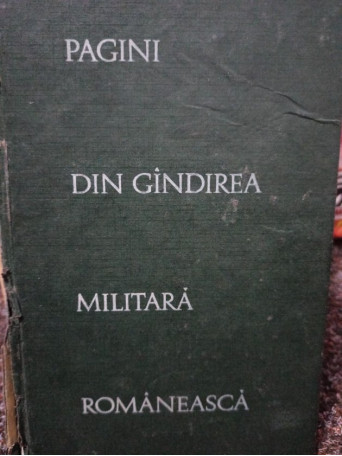 PAGINI
DIN GÎNDIREA
MILITARĂ
ROMÂNEASCĂ